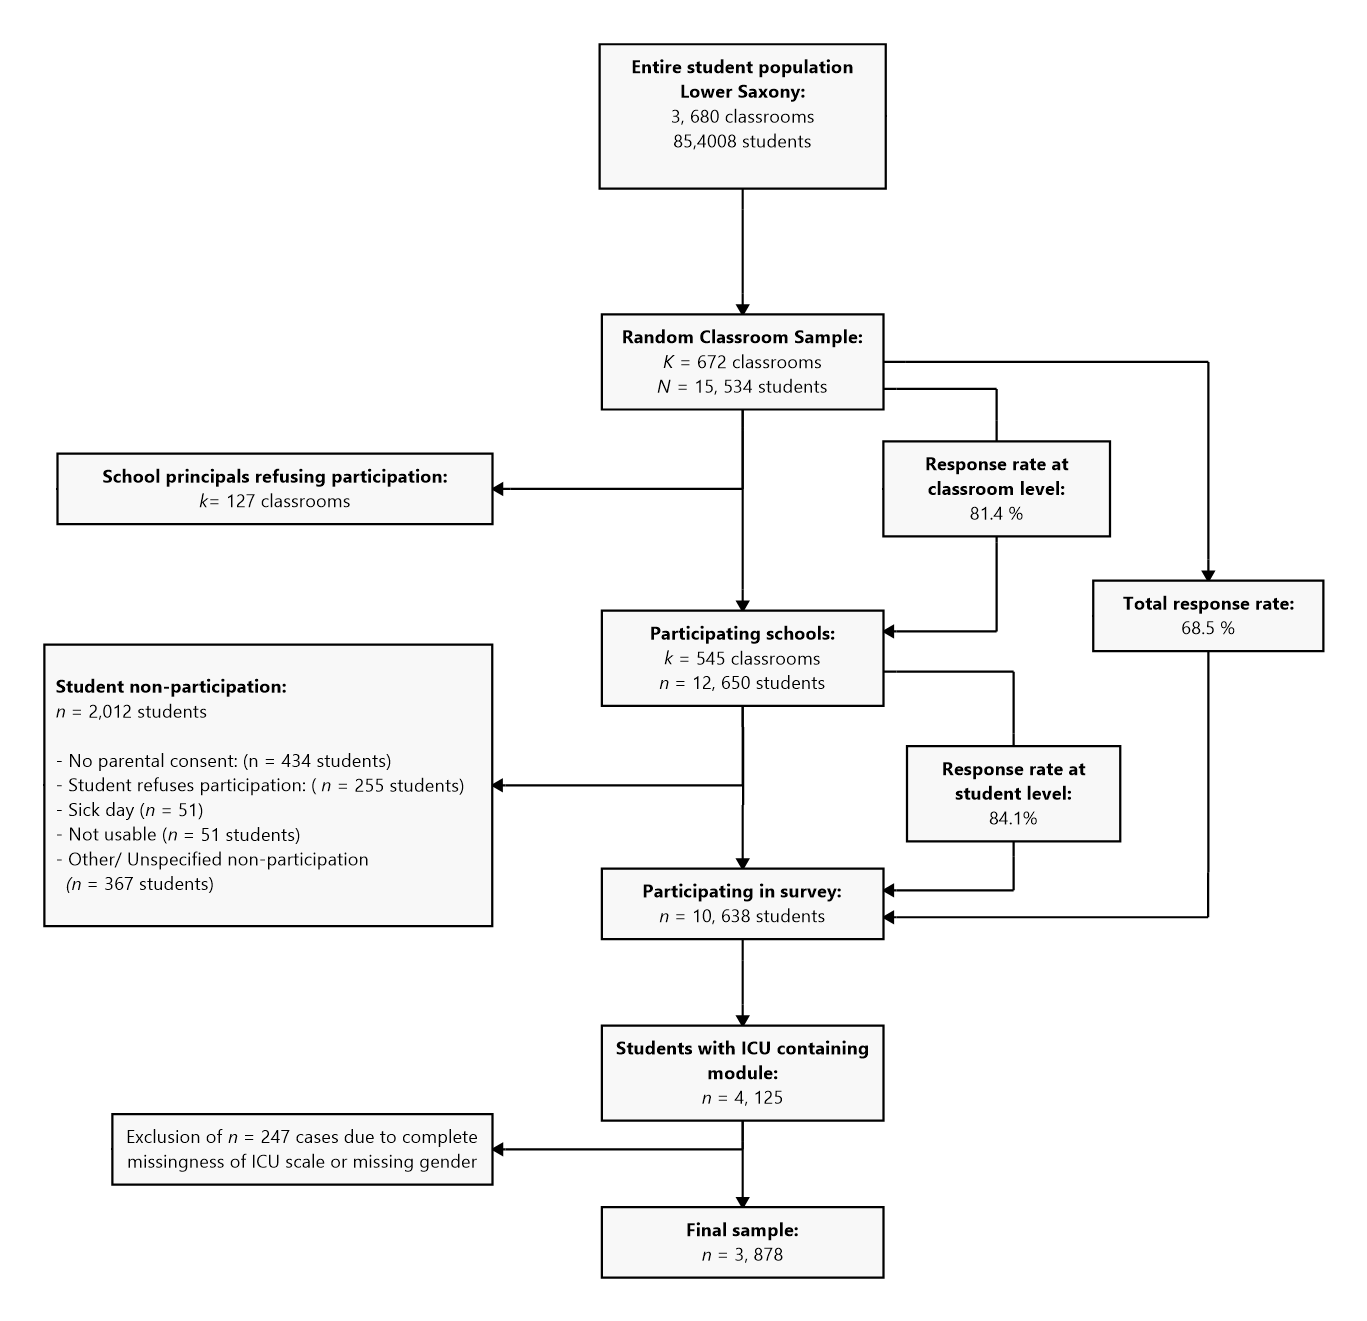 Entire student population
Lower Saxony:
3, 680 classrooms
85,4008 students
Random Classroom Sample:
K = 672 classrooms
N = 15, 534 students
School principals refusing participation:
k= 127 classrooms
Response rate at
classroom level:
81.4 %
Total response rate:
68.5 %
Participating schools:
k = 545 classrooms
n = 12, 650 students
Student non-participation:
n = 2,012 students
- No parental consent: (n = 434 students)
- Student refuses participation: ( n = 255 students)
- Sick day (n = 51)
- Not usable (n = 51 students)
- Other/ Unspecified non-participation
(n = 367 students)
Response rate at
student level:
84.1%
Participating in survey:
n = 10, 638 students
Students with ICU containing
module:
n = 4, 125
Exclusion of n = 247 cases due to complete
missingness of ICU scale or missing gender
Final sample:
n = 3, 878